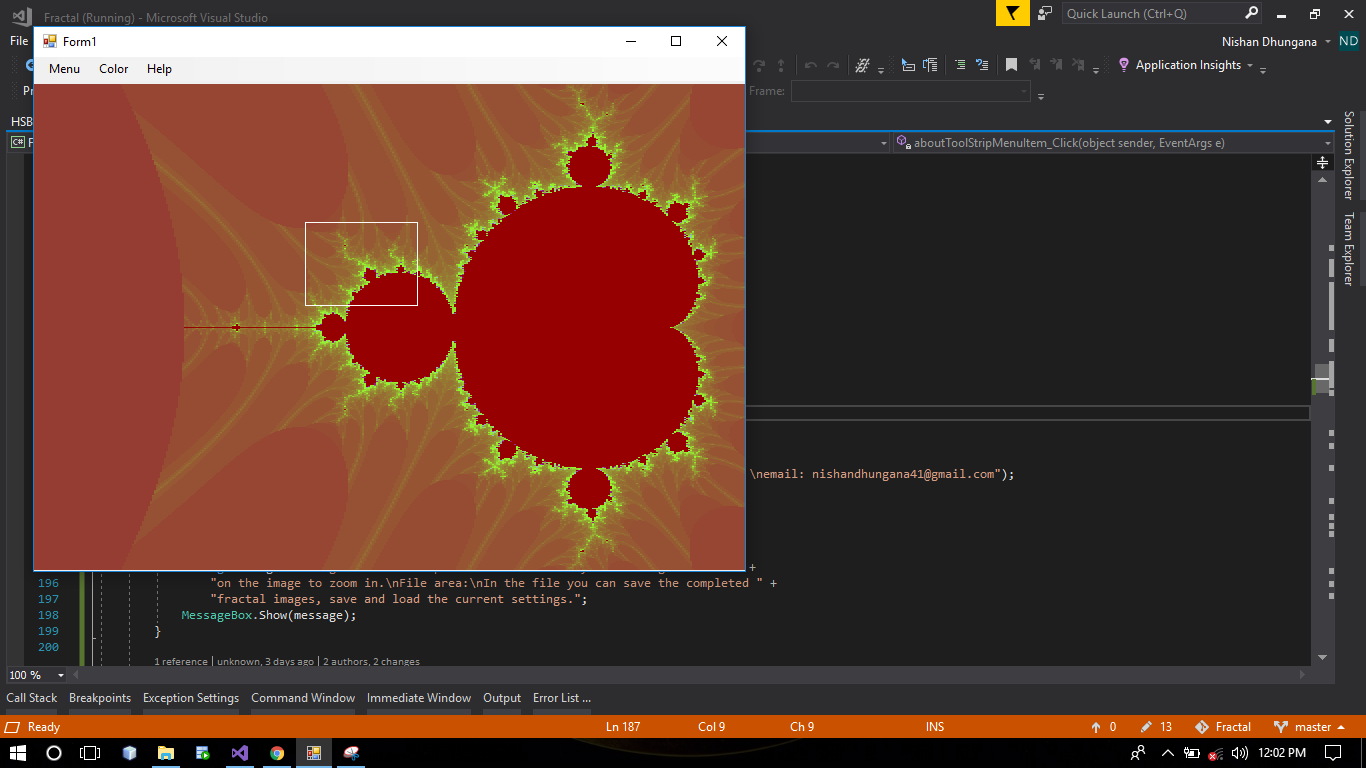 Fractal (Running) - Microsoft Visual Studio
Quick Launch (Ctrl+Q)
File
Form1
Nishan Dhungana
ND
Menu Color Help
Application Insights
Frame:
HSB
C#
aboutToolStripMenuItem_Click(object sender, EventArgs e)
Solution Explorer
Team Explorer
\nemail: nishandhungana41@gmail.com");
+
196 "on the image to zoom in.\nFile area:\nIn the file you can save the completed " +
197 "fractal images, save and load the current settings.";
198 MessageBox.Show(message);
199 }
200
1 reference | unknown, 3 days ago | 2 authors, 2 changes
100 %
Call Stack Breakpoints Exception Settings Command Window Immediate Window Output Error List ...
Ready Ln 187 Col 9 Ch 9 INS 0 13 Fractal master
12:02 PM